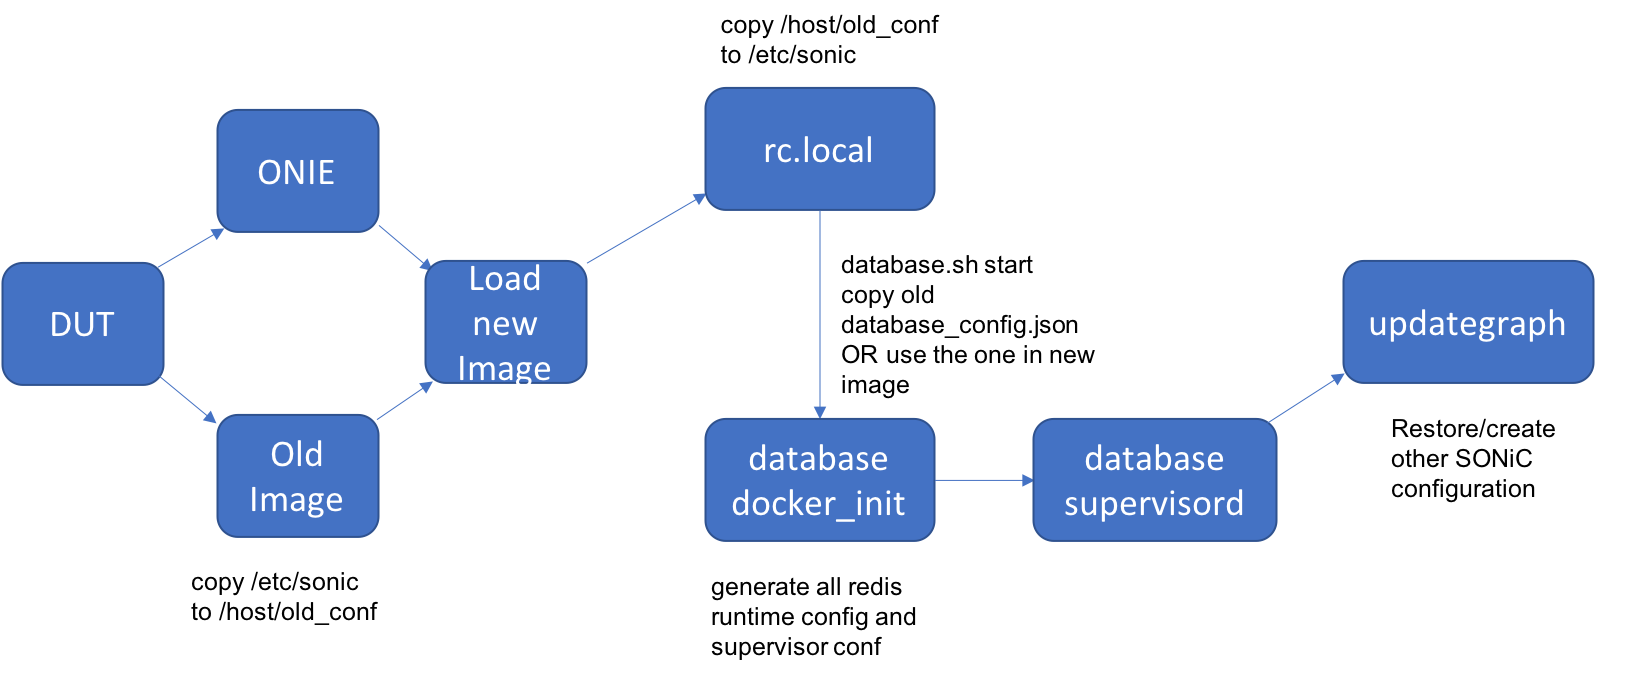 copy /host/old_conf
to /etc/sonic
ONIE
rc.local
DUT
Load
new
Image
database.sh start
copy old
database_config.json
OR use the one in new
image
updategraph
Old
Image
database
docker_init
database
supervisord
Restore/create
other SONiC
configuration
copy /etc/sonic
to /host/old_conf
generate all redis
runtime config and
supervisor conf